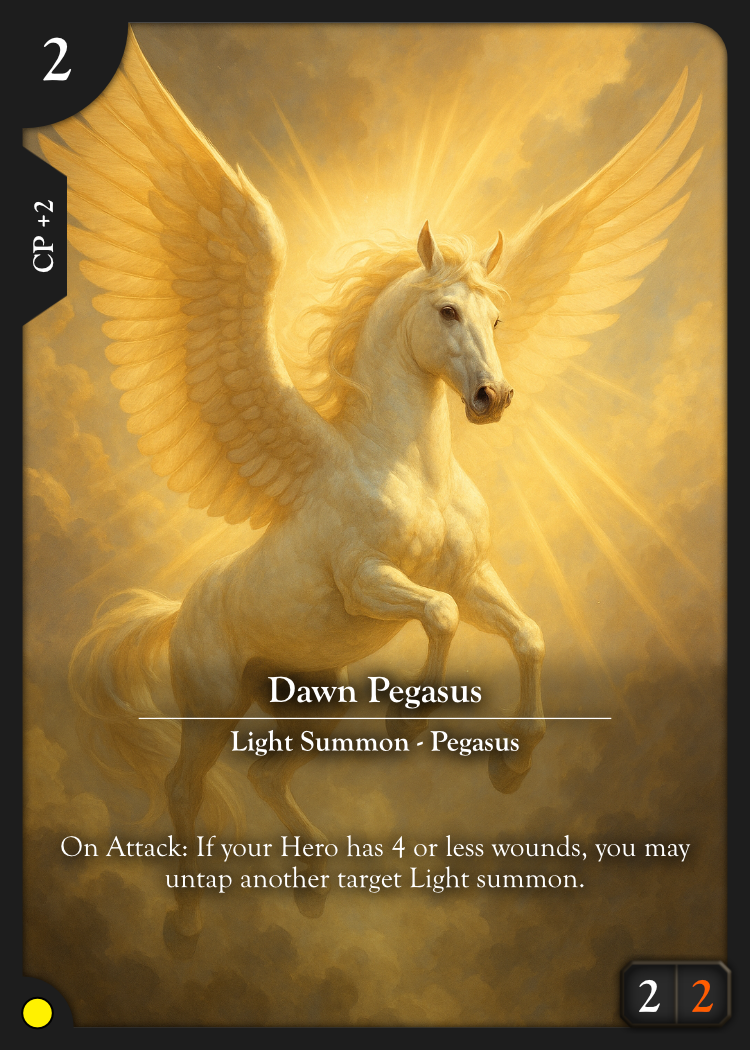 2
CP +2
Dawn Pegasus
Light Summon - Pegasus
On Attack: If your Hero has 4 or less wounds, you may
untap another target Light summon.
2 2